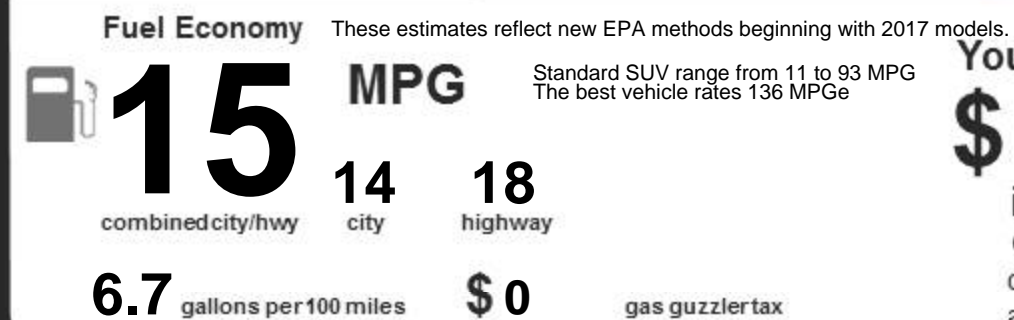 Fuel Economy These estimates reflect new EPA methods beginning with 2017 models.
15 MPG Standard SUV range from 11 to 93 MPG
The best vehicle rates 136 MPGe
$
14 18
combined city/hwy city highway
6.7 gallons per 100 miles $ 0 gas guzzler tax